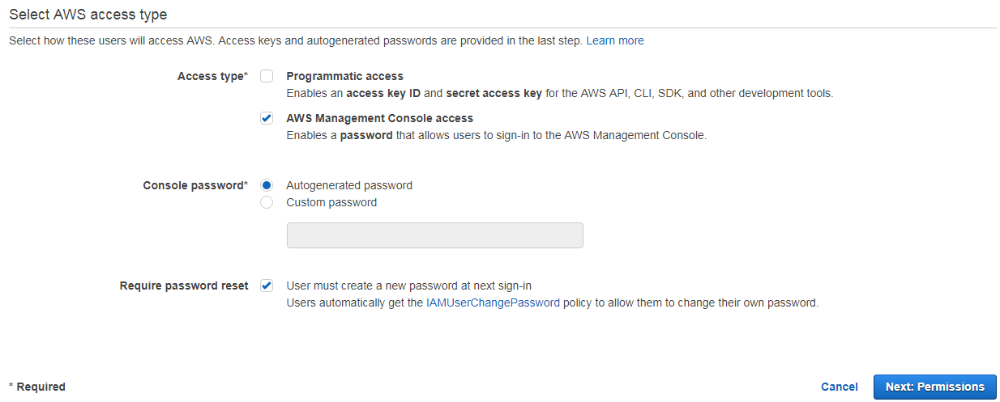 Select AWS access type
Select how these users will access AWS. Access keys and autogenerated passwords are provided in the last step. Learn more
Access type* Programmatic access
Enables an access key ID and secret access key for the AWS API, CLI, SDK, and other development tools.
AWS Management Console access
Enables a password that allows users to sign-in to the AWS Management Console.
Console password* Autogenerated password
Custom password
Require password reset User must create a new password at next sign-in
Users automatically get the IAMUserChangePassword policy to allow them to change their own password.
* Required Cancel Next: Permissions